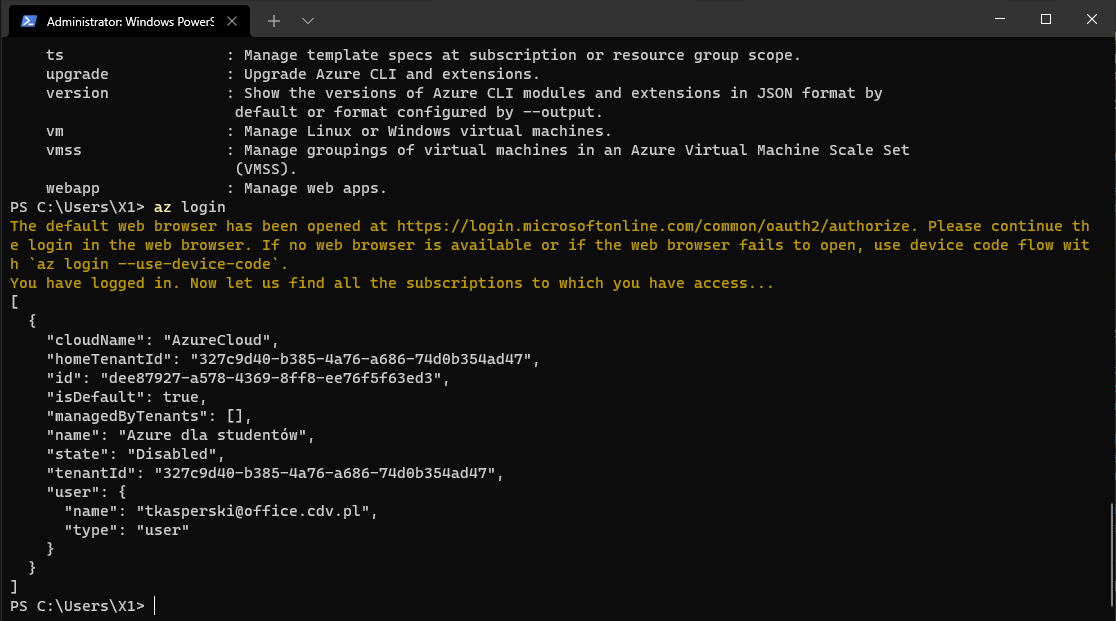 Administrator: Windows PowerS
    ts                  : Manage template specs at subscription or resource group scope.
    upgrade             : Upgrade Azure CLI and extensions.
    version             : Show the versions of Azure CLI modules and extensions in JSON format by
                         default or format configured by --output.
    vm                  : Manage Linux or Windows virtual machines.
    vmss                : Manage groupings of virtual machines in an Azure Virtual Machine Scale Set
                         (VMSS).
    webapp              : Manage web apps.
PS C:\Users\X1> az login
The default web browser has been opened at https://login.microsoftonline.com/common/oauth2/authorize. Please continue th
e login in the web browser. If no web browser is available or if the web browser fails to open, use device code flow wit
h `az login --use-device-code`.
You have logged in. Now let us find all the subscriptions to which you have access...
[
  {
    "cloudName": "AzureCloud",
    "homeTenantId": "327c9d40-b385-4a76-a686-74d0b354ad47",
    "id": "dee87927-a578-4369-8ff8-ee76f5f63ed3",
    "isDefault": true,
    "managedByTenants": [],
    "name": "Azure dla studentów",
    "state": "Disabled",
    "tenantId": "327c9d40-b385-4a76-a686-74d0b354ad47",
    "user": {
      "name": "tkasperski@office.cdv.pl",
      "type": "user"
    }
  }
]
PS C:\Users\X1>